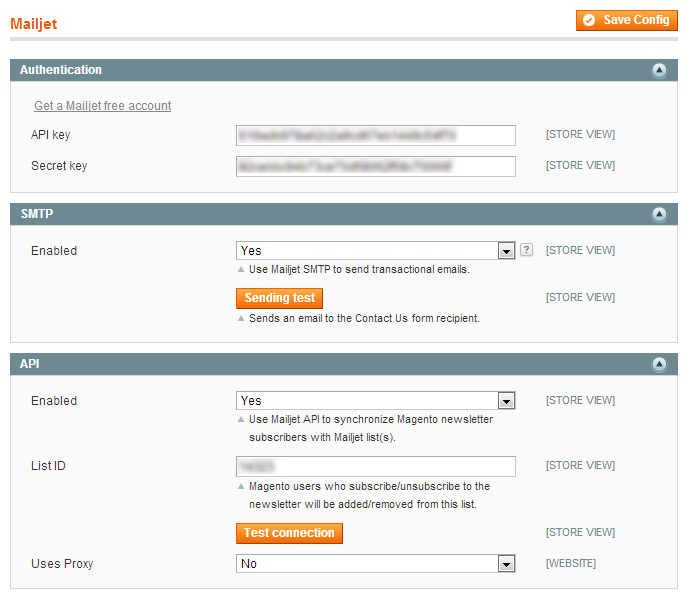 Mailjet
Save Config
Authentication
Get a Mailjet free account
API key [STORE VIEW]
Secret key [STORE VIEW]
SMTP
Enabled Yes ? [STORE VIEW]
Use Mailjet SMTP to send transactional emails.
Sending test [STORE VIEW]
Sends an email to the Contact Us form recipient.
API
Enabled Yes [STORE VIEW]
Use Mailjet API to synchronize Magento newsletter
subscribers with Mailjet list(s).
List ID [STORE VIEW]
Magento users who subscribe/unsubscribe to the
newsletter will be added/removed from this list.
Test connection [STORE VIEW]
Uses Proxy No [WEBSITE]